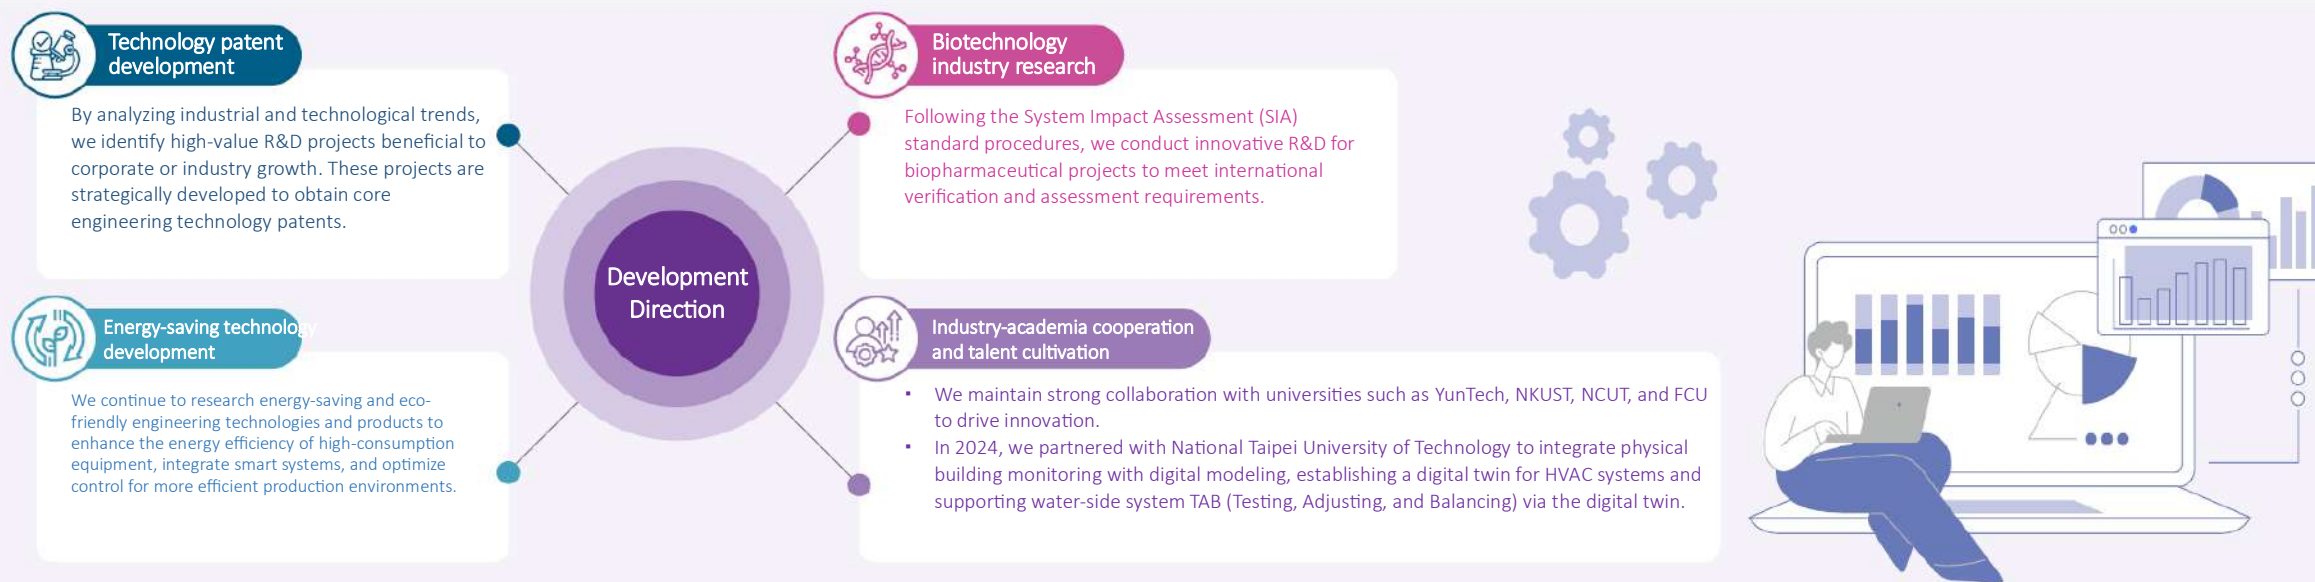 Technology patent
development
By analyzing industrial and technological trends,
we identify high-value R&D projects beneficial to
corporate or industry growth. These projects are
strategically developed to obtain core
engineering technology patents.
Energy-saving technology
development
We continue to research energy-saving and eco-
friendly engineering technologies and products to
enhance the energy efficiency of high-consumption
equipment, integrate smart systems, and optimize
control for more efficient production environments.
Development
Direction
Biotechnology
industry research
Following the System Impact Assessment (SIA)
standard procedures, we conduct innovative R&D for
biopharmaceutical projects to meet international
verification and assessment requirements.
Industry-academia cooperation
and talent cultivation
▪ We maintain strong collaboration with universities such as YunTech, NKUST, NCUT, and FCU
to drive innovation.
▪ In 2024, we partnered with National Taipei University of Technology to integrate physical
building monitoring with digital modeling, establishing a digital twin for HVAC systems and
supporting water-side system TAB (Testing, Adjusting, and Balancing) via the digital twin.